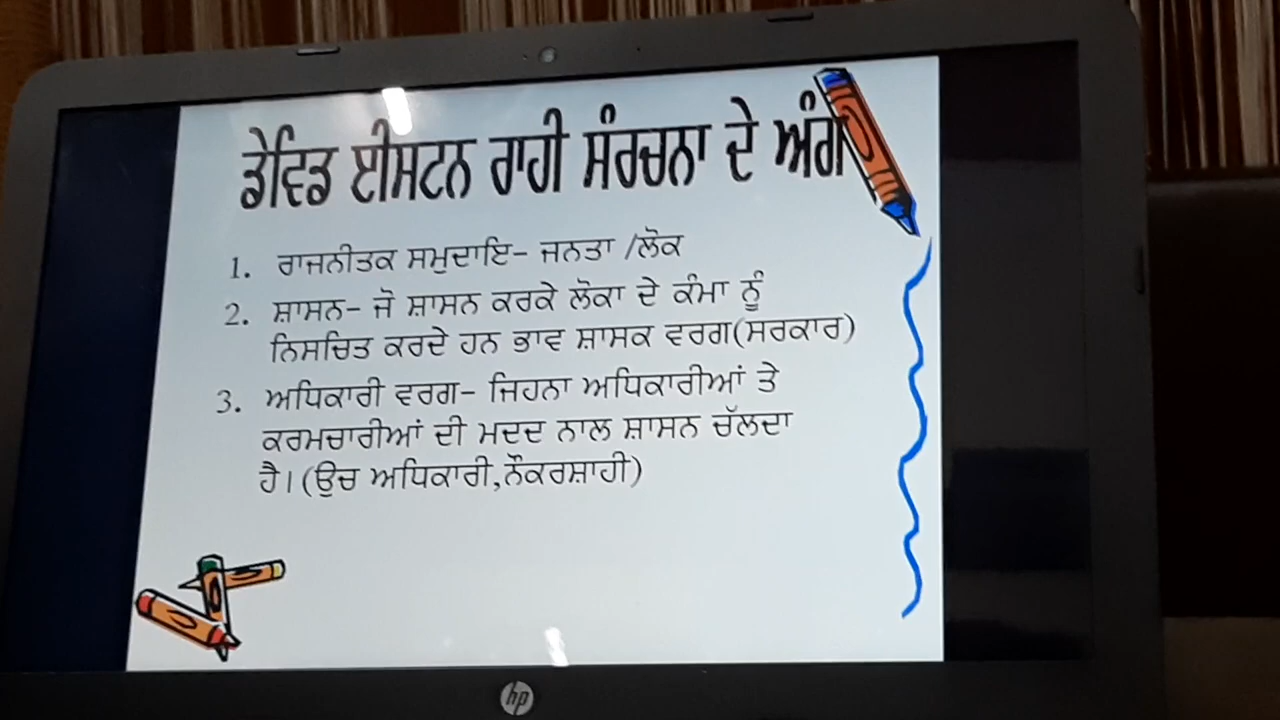 ਡੇਵਿਡ ਈਸਟਨ ਰਾਹੀ ਸੰਰਚਨਾ ਦੇ ਅੰਗ
1. ਰਾਜਨੀਤਕ ਸਮੁਦਾਇ- ਜਨਤਾ /ਲੋਕ
2. ਸ਼ਾਸਨ- ਜੋ ਸ਼ਾਸਨ ਕਰਕੇ ਲੋਕਾ ਦੇ ਕੰਮਾ ਨੂੰ
ਨਿਸਚਿਤ ਕਰਦੇ ਹਨ ਭਾਵ ਸ਼ਾਸਕ ਵਰਗ(ਸਰਕਾਰ)
3. ਅਧਿਕਾਰੀ ਵਰਗ- ਜਿਹਨਾ ਅਧਿਕਾਰੀਆਂ ਤੇ
ਕਰਮਚਾਰੀਆਂ ਦੀ ਮਦਦ ਨਾਲ ਸ਼ਾਸਨ ਚੱਲਦਾ
ਹੈ।(ਉਚ ਅਧਿਕਾਰੀ,ਨੌਕਰਸ਼ਾਹੀ)
hp